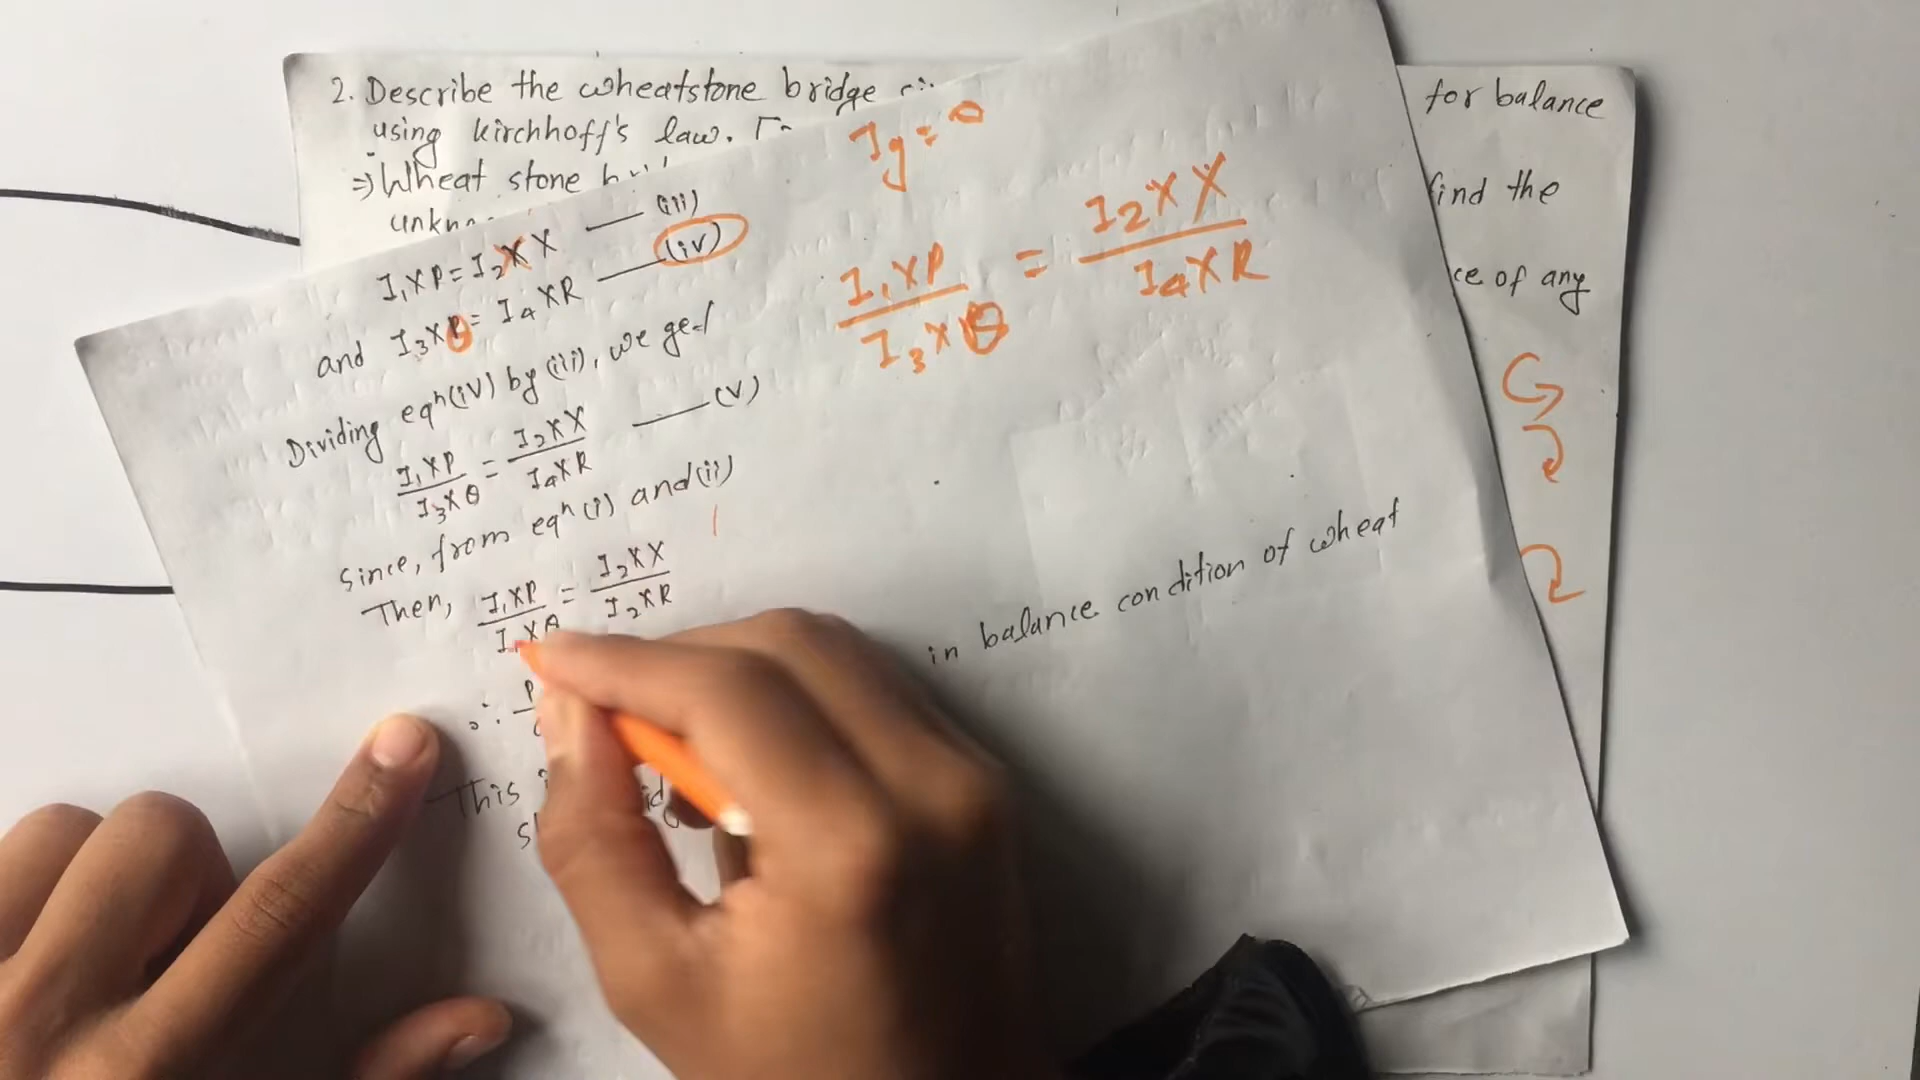 2. Describe the wheatstone bridge
for balance
using kirchhoff's law.
⇒ Wheat stone
find the
unkn
ce of any
I₁XP = I₂X X —— (iii)
and I₃XQ = I₄XR —— (iv)
Dividing eqⁿ(iv) by (iii), we get
I₁XP / I₃XQ = I₂XX / I₄XR —— (v)
since, from eqⁿ(i) and (ii)
Then, I₁XP / I₁XQ = I₂XX / I₂XR
∴ P
This
in balance condition of wheat
Ig = 0
I₁XP / I₃XQ = I₂XX / I₄XR